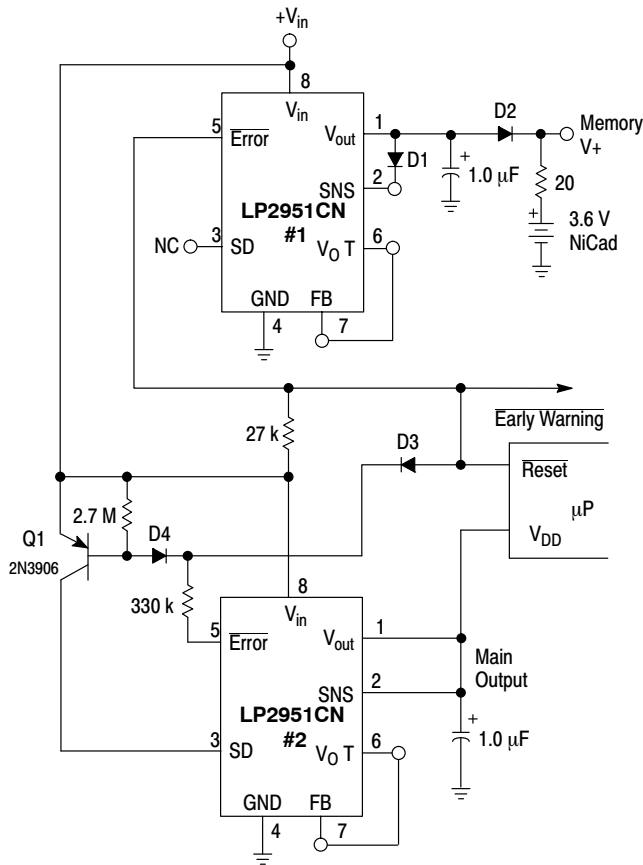 +Vin
8
Vin
5
Error
Vout
1
D2
Memory
V+
D1
2
SNS
+
1.0 μF
20
LP2951CN
#1
NC
3
SD
VO T
6
+
3.6 V
NiCad
GND
FB
4
7
Early Warning
27 k
D3
Reset
μP
VDD
2.7 M
D4
Q1
2N3906
330 k
8
Vin
5
Error
Vout
1
Main
Output
SNS
2
LP2951CN
#2
+
1.0 μF
3
SD
VO T
6
GND
FB
4
7